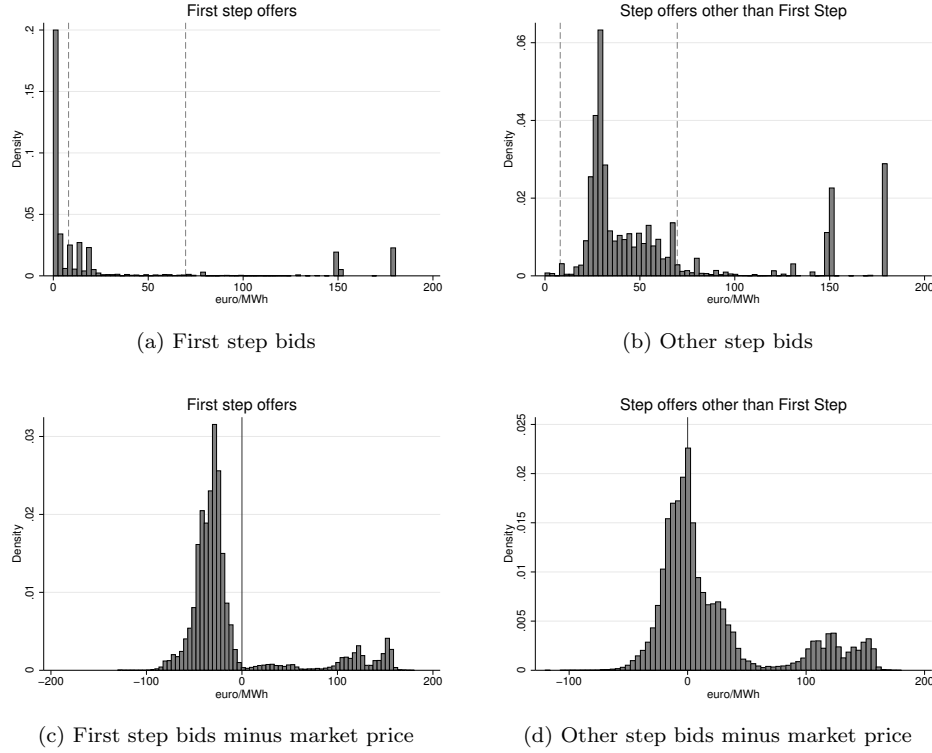 First step offers
Density
0 .05 .1 .15 .2
0 50 100 150 200
euro/MWh
(a) First step bids
Step offers other than First Step
Density
0 .02 .04 .06
0 50 100 150 200
euro/MWh
(b) Other step bids
First step offers
Density
0 .01 .02 .03
−200 −100 0 100 200
euro/MWh
(c) First step bids minus market price
Step offers other than First Step
Density
0 .005 .01 .015 .02 .025
−100 0 100 200
euro/MWh
(d) Other step bids minus market price